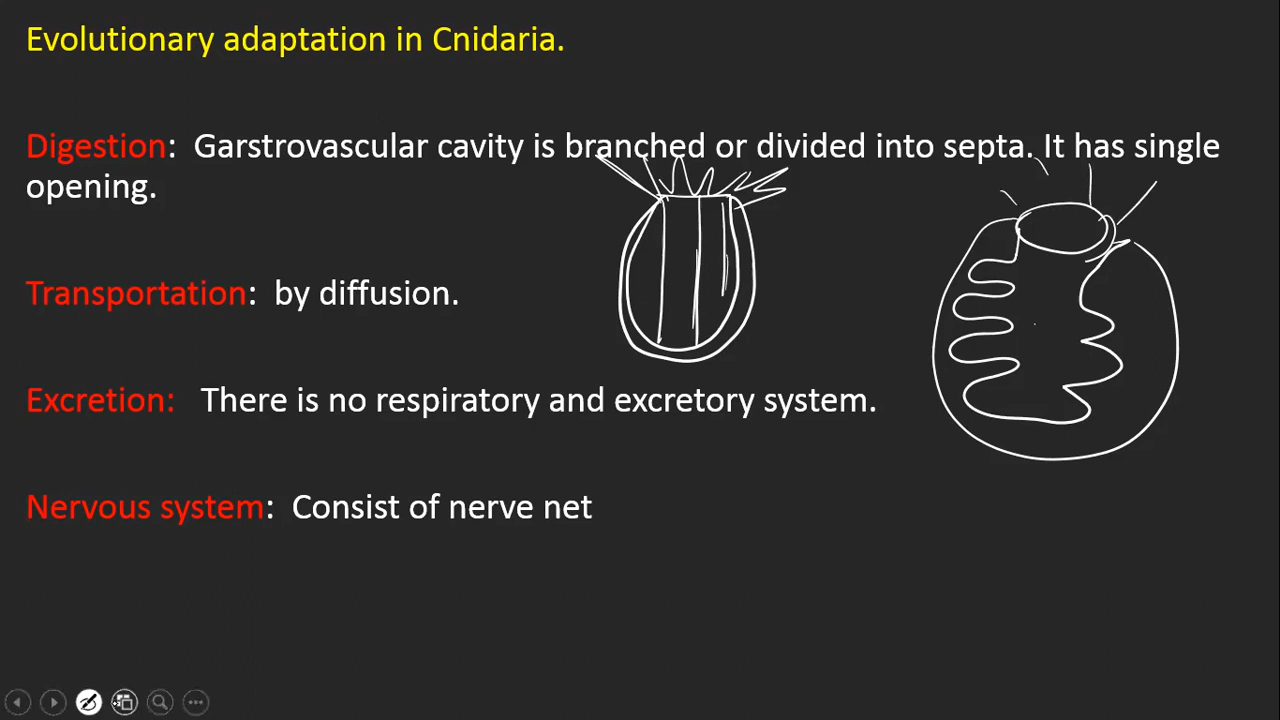 Evolutionary adaptation in Cnidaria.
Digestion: Garstrovascular cavity is branched or divided into septa. It has single
opening.
Transportation: by diffusion.
Excretion: There is no respiratory and excretory system.
Nervous system: Consist of nerve net